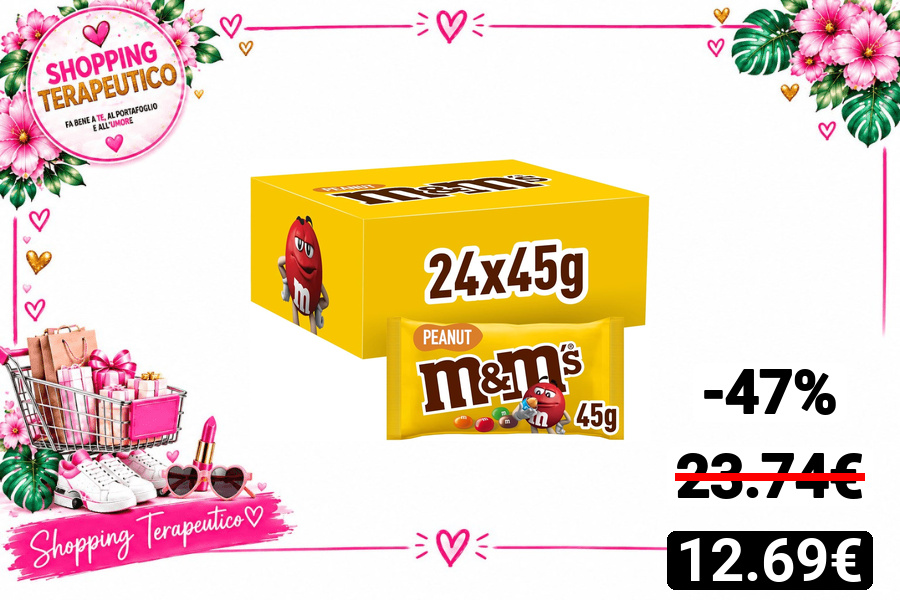 SHOPPING
TERAPEUTICO
FA BENE A TE, AL PORTAFOGLIO
E ALL'UMORE
PEANUT
m&m's
24x45g
m
PEANUT
m&m's®
m
m
45g
-47%
23.74€
12.69€
Shopping Terapeutico